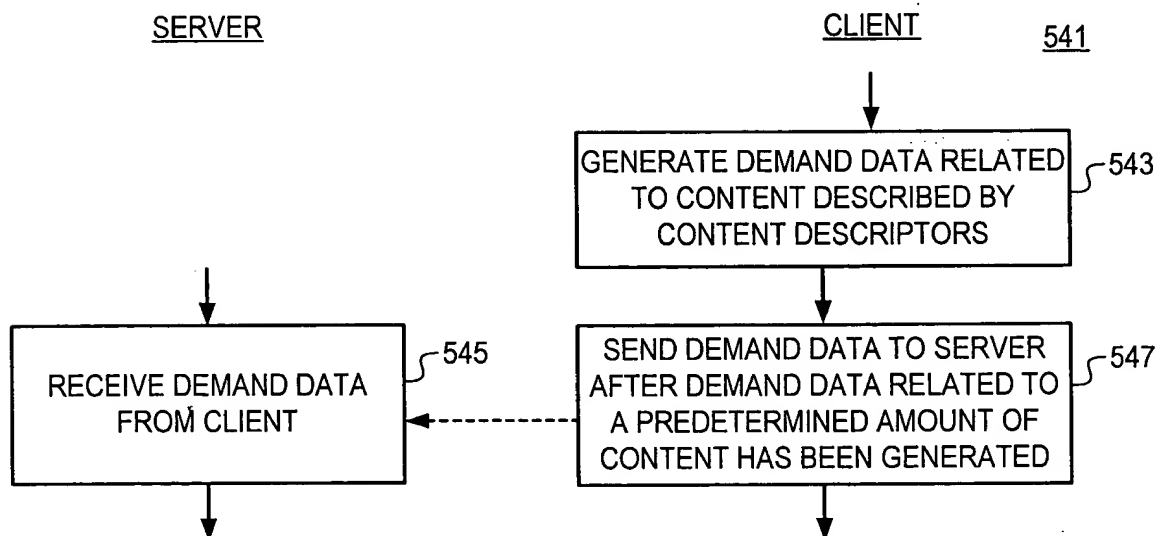 SERVER
CLIENT
541
GENERATE DEMAND DATA RELATED
TO CONTENT DESCRIBED BY
CONTENT DESCRIPTORS
543
RECEIVE DEMAND DATA
FROM CLIENT
545
SEND DEMAND DATA TO SERVER
AFTER DEMAND DATA RELATED TO
A PREDETERMINED AMOUNT OF
CONTENT HAS BEEN GENERATED
547